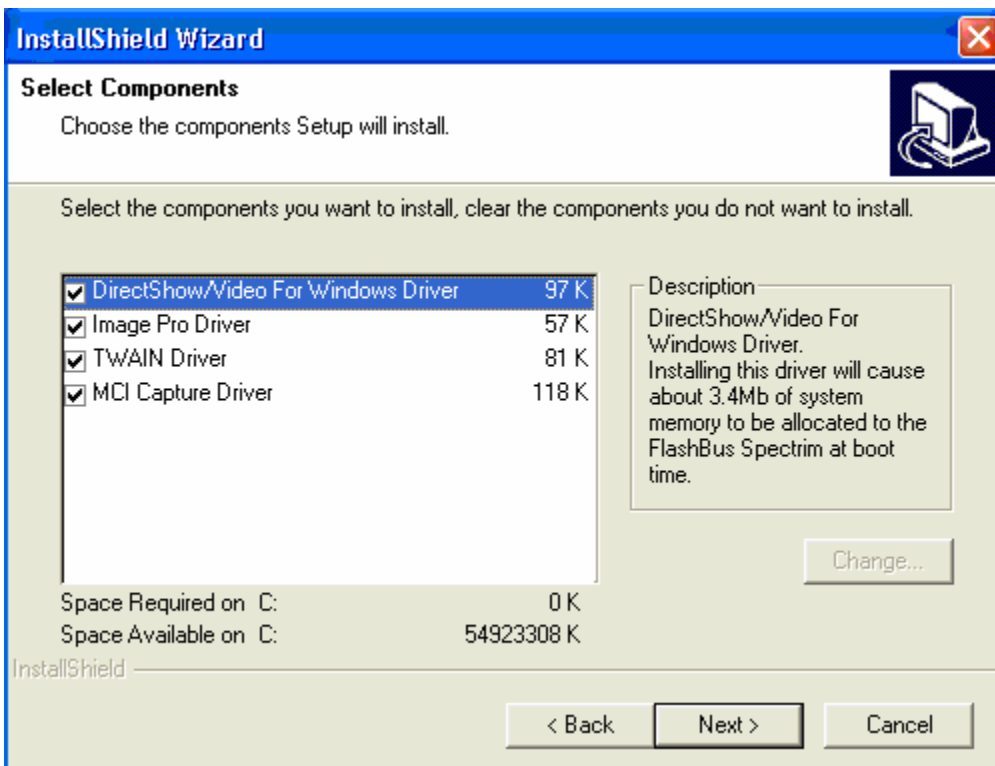 InstallShield Wizard
Select Components
Choose the components Setup will install.
Select the components you want to install, clear the components you do not want to install.
DirectShow/Video For Windows Driver 97 K
Image Pro Driver 57 K
TWAIN Driver 81 K
MCI Capture Driver 118 K
Description
DirectShow/Video For
Windows Driver.
Installing this driver will cause
about 3.4Mb of system
memory to be allocated to the
FlashBus Spectrim at boot
time.
Change...
Space Required on C: 0 K
Space Available on C: 54923308 K
InstallShield
< Back
Next >
Cancel